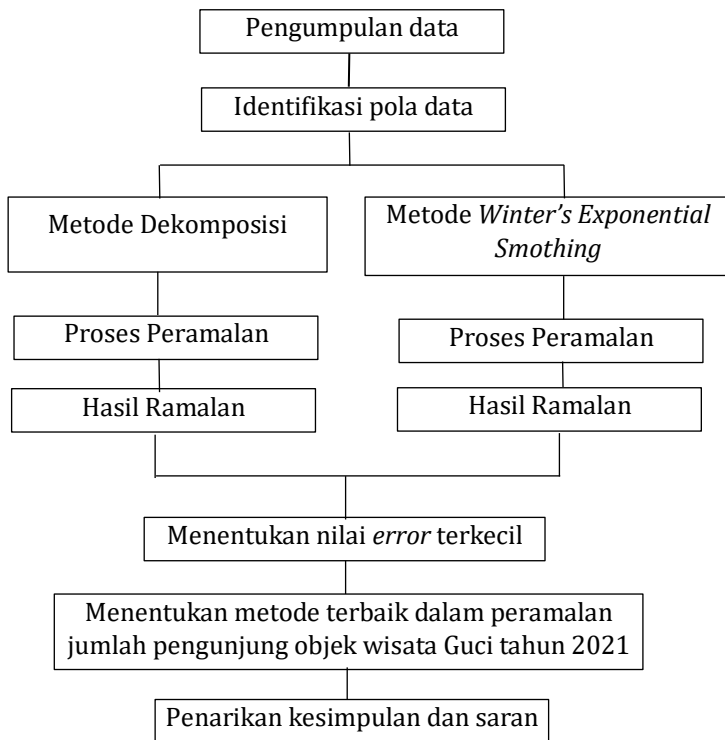 Pengumpulan data
Identifikasi pola data
Metode Dekomposisi
Metode Winter's Exponential
Smothing
Proses Peramalan
Proses Peramalan
Hasil Ramalan
Hasil Ramalan
Menentukan nilai error terkecil
Menentukan metode terbaik dalam peramalan
jumlah pengunjung objek wisata Guci tahun 2021
Penarikan kesimpulan dan saran